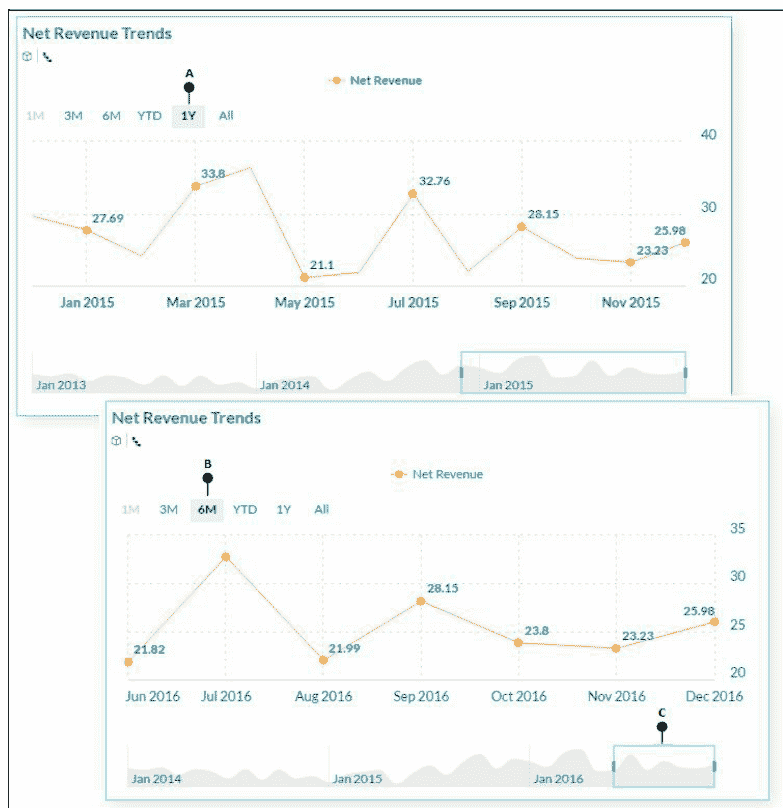 Net Revenue Trends
A
Net Revenue
1M 3M 6M YTD 1Y All
40
33.8
32.76
30
28.15
27.69
25.98
23.23
21.1
20
Jan 2015 Mar 2015 May 2015 Jul 2015 Sep 2015 Nov 2015
Jan 2013 Jan 2014 Jan 2015
Net Revenue Trends
B
Net Revenue
1M 3M 6M YTD 1Y All
35
30
28.15
25.98
25
23.8
23.23
21.82
21.99
20
Jun 2016 Jul 2016 Aug 2016 Sep 2016 Oct 2016 Nov 2016 Dec 2016
C
Jan 2014 Jan 2015 Jan 2016